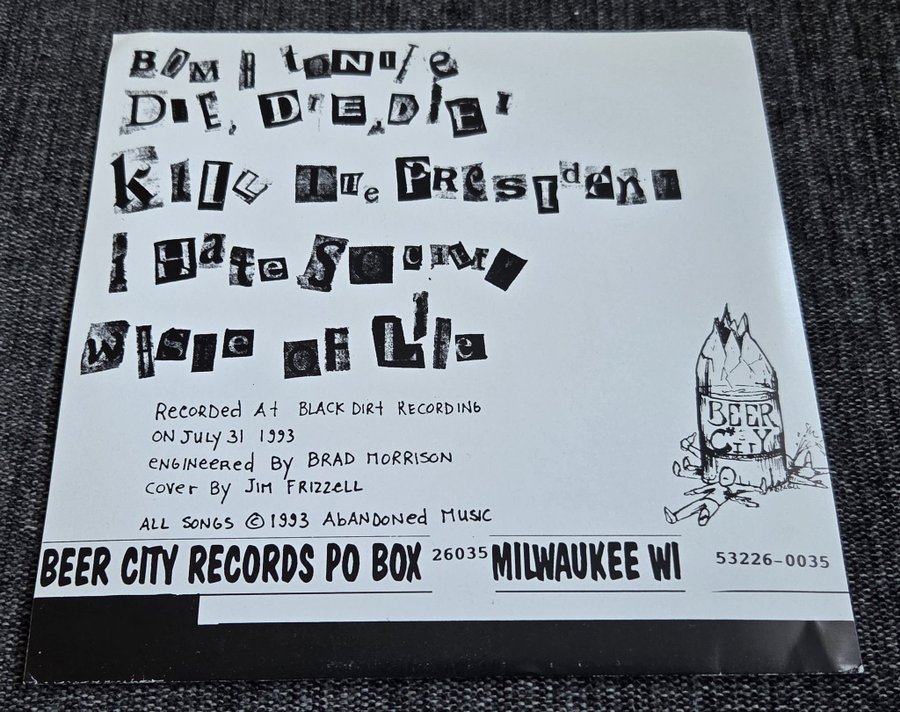 BOMB toNitE
DIE, DIE, DIE!
Kill The PREsident
I Hate Society
Waste of Life
RECORDED At BLACK DIRt RECORDING
ON JULY 31 1993
ENGINEERED BY BRAD MORRISON
COVER BY JIM FRIZZELL
ALL SONGS © 1993 AbANDONED MUSIC
BEER CITY
BEER CITY RECORDS PO BOX 26035 MILWAUKEE WI 53226-0035